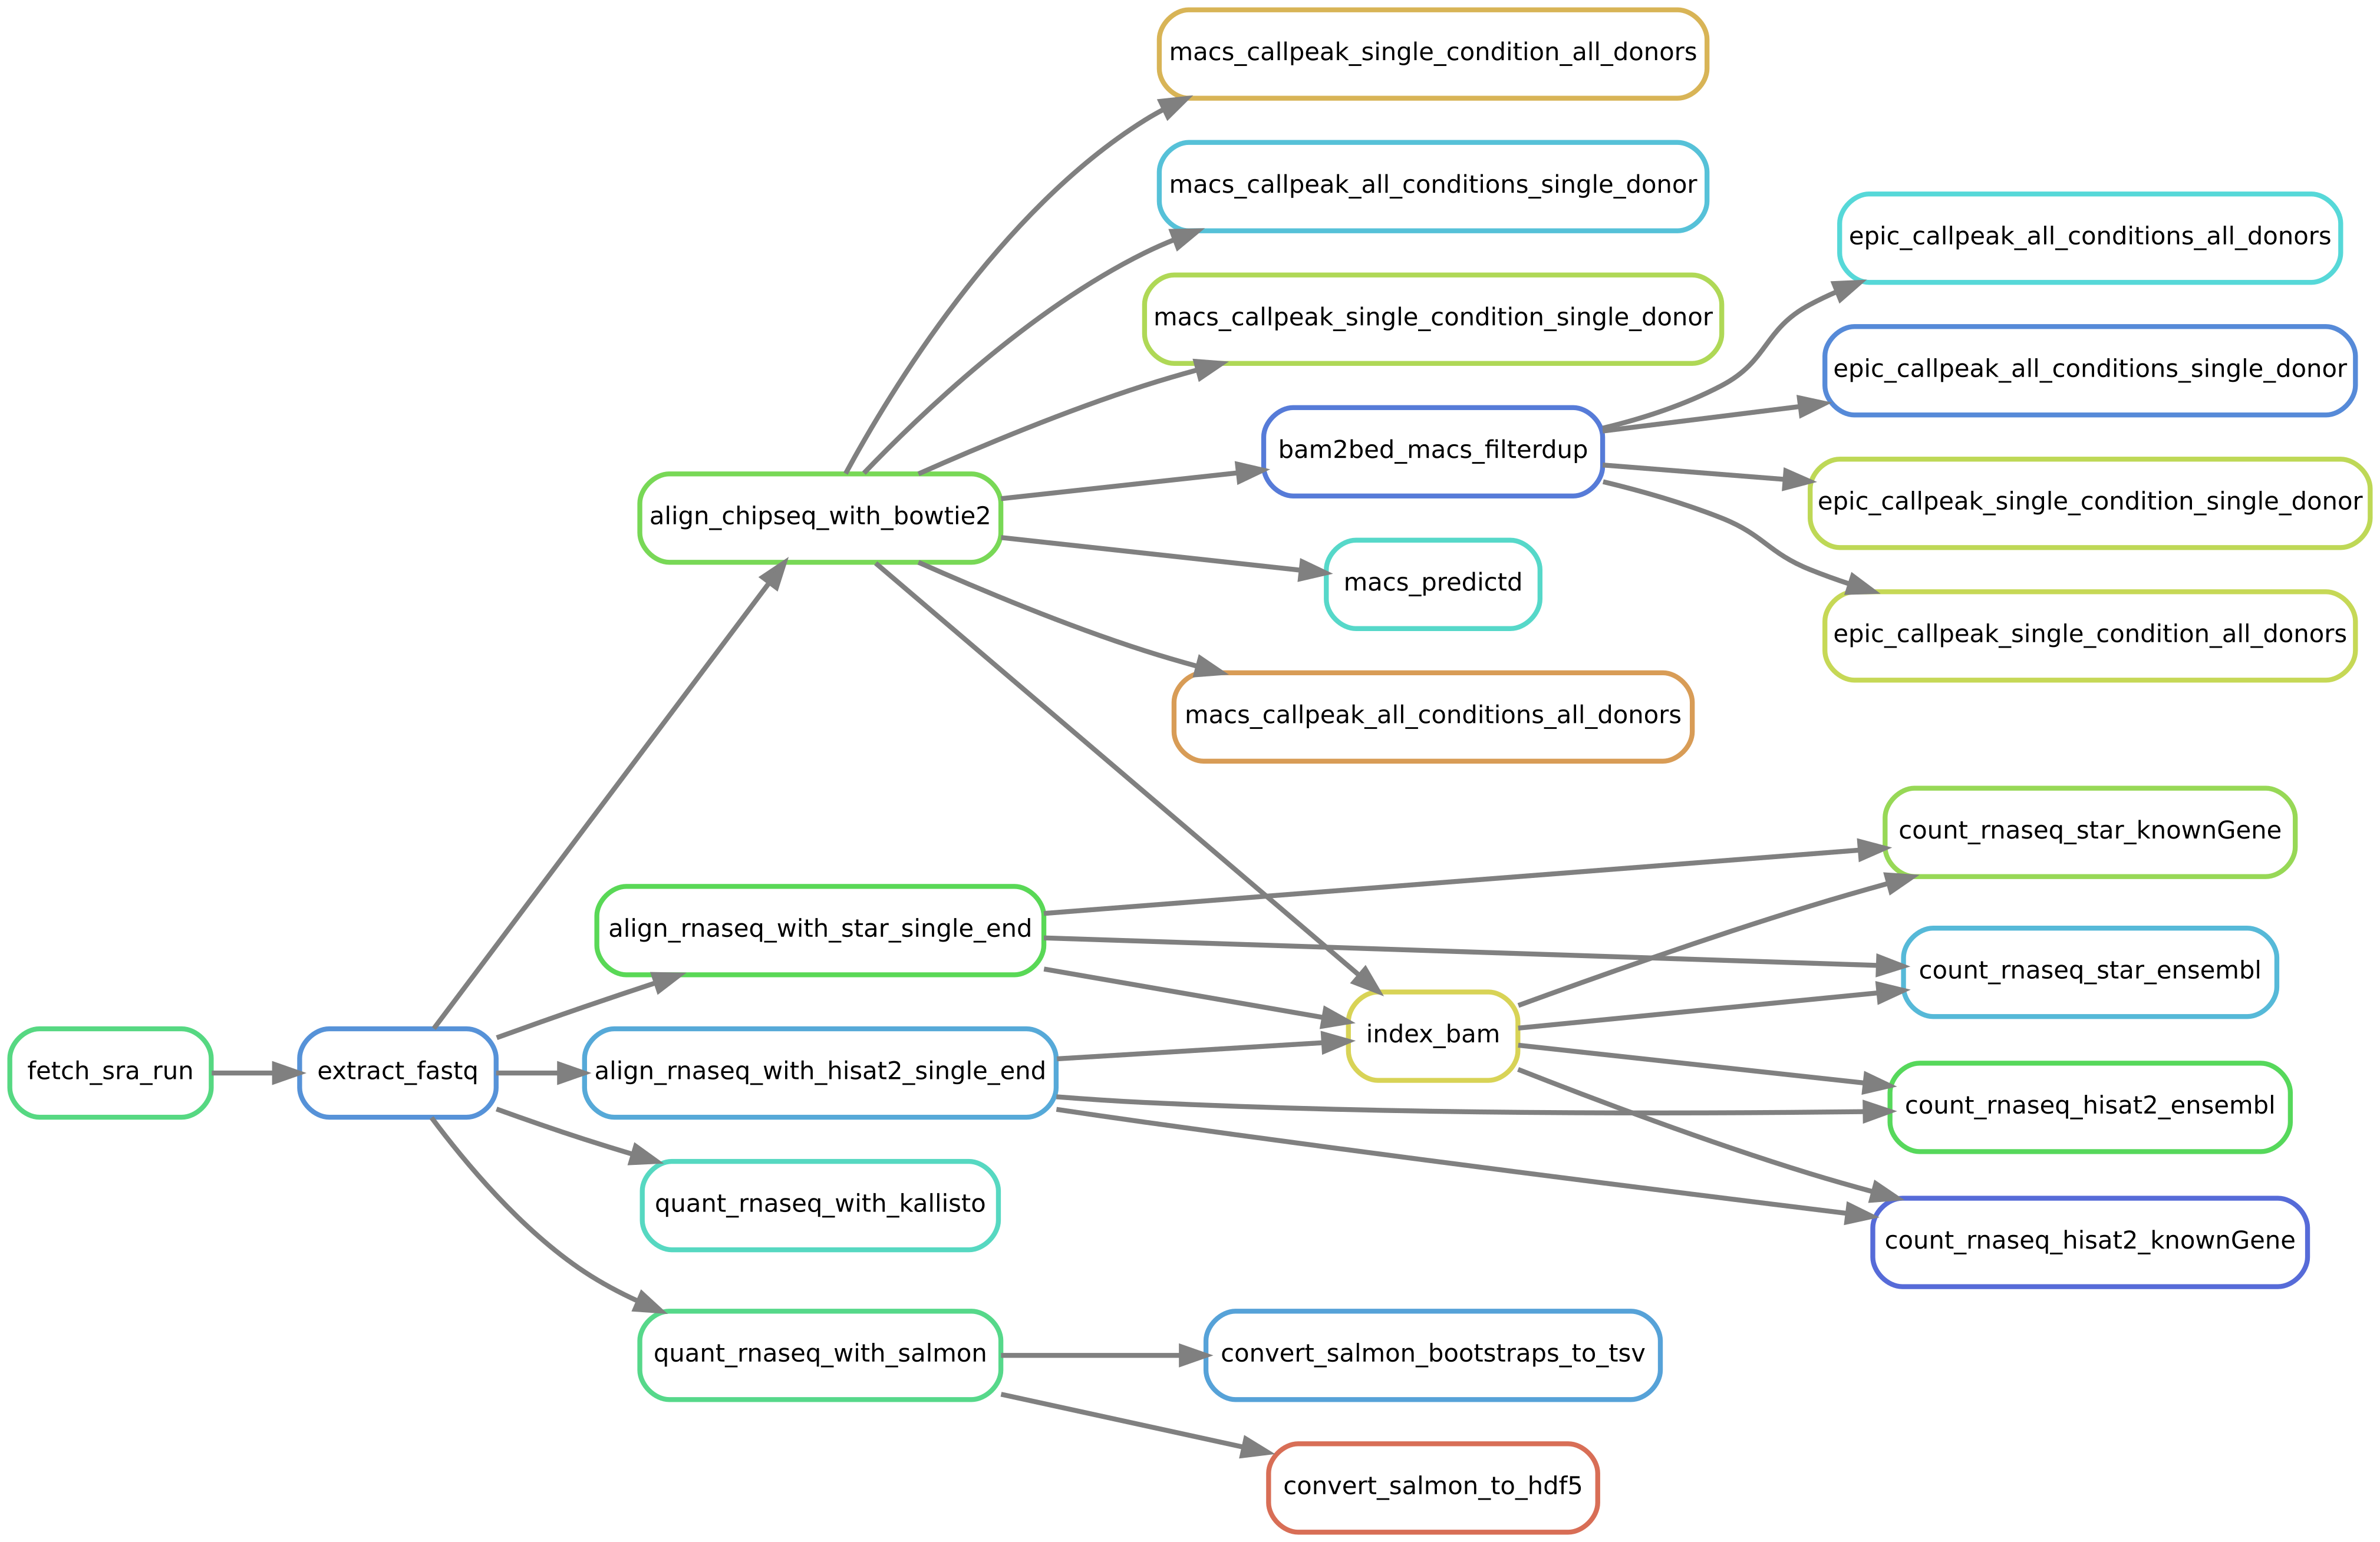 macs_callpeak_single_condition_all_donors
macs_callpeak_all_conditions_single_donor
epic_callpeak_all_conditions_all_donors
macs_callpeak_single_condition_single_donor
epic_callpeak_all_conditions_single_donor
bam2bed_macs_filterdup
epic_callpeak_single_condition_single_donor
align_chipseq_with_bowtie2
macs_predictd
epic_callpeak_single_condition_all_donors
macs_callpeak_all_conditions_all_donors
count_rnaseq_star_knownGene
align_rnaseq_with_star_single_end
count_rnaseq_star_ensembl
index_bam
fetch_sra_run
extract_fastq
align_rnaseq_with_hisat2_single_end
count_rnaseq_hisat2_ensembl
quant_rnaseq_with_kallisto
count_rnaseq_hisat2_knownGene
quant_rnaseq_with_salmon
convert_salmon_bootstraps_to_tsv
convert_salmon_to_hdf5